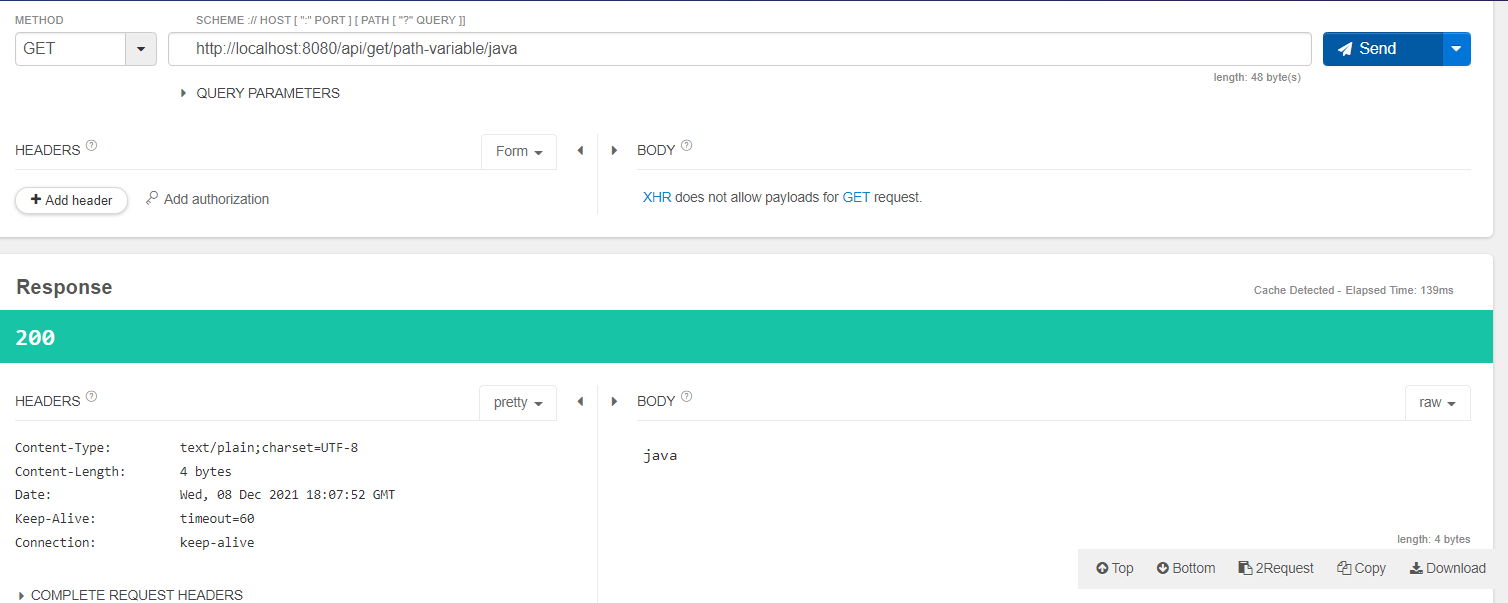 METHOD
SCHEME :// HOST [ ":" PORT ] [ PATH [ "?" QUERY ]]
GET
http://localhost:8080/api/get/path-variable/java
Send
length: 48 byte(s)
QUERY PARAMETERS
HEADERS ?
Form
BODY ?
+ Add header
Add authorization
XHR does not allow payloads for GET request.
Response
Cache Detected - Elapsed Time: 139ms
200
HEADERS ?
pretty
BODY ?
raw
Content-Type: text/plain;charset=UTF-8
Content-Length: 4 bytes
Date: Wed, 08 Dec 2021 18:07:52 GMT
Keep-Alive: timeout=60
Connection: keep-alive
java
length: 4 bytes
Top Bottom 2Request Copy Download
COMPLETE REQUEST HEADERS